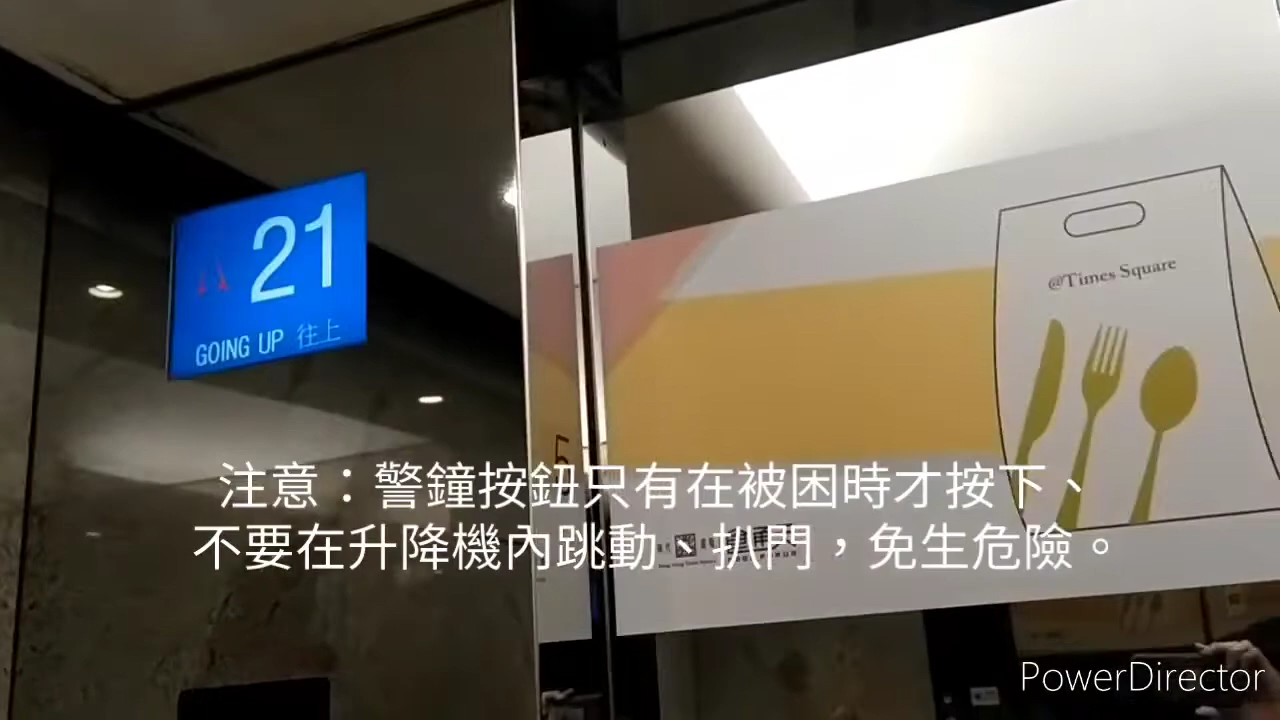 21
GOING UP 往上
@Times Square
5
注意：警鐘按鈕只有在被困時才按下、
不要在升降機內跳動、扒門，免生危險。
PowerDirector